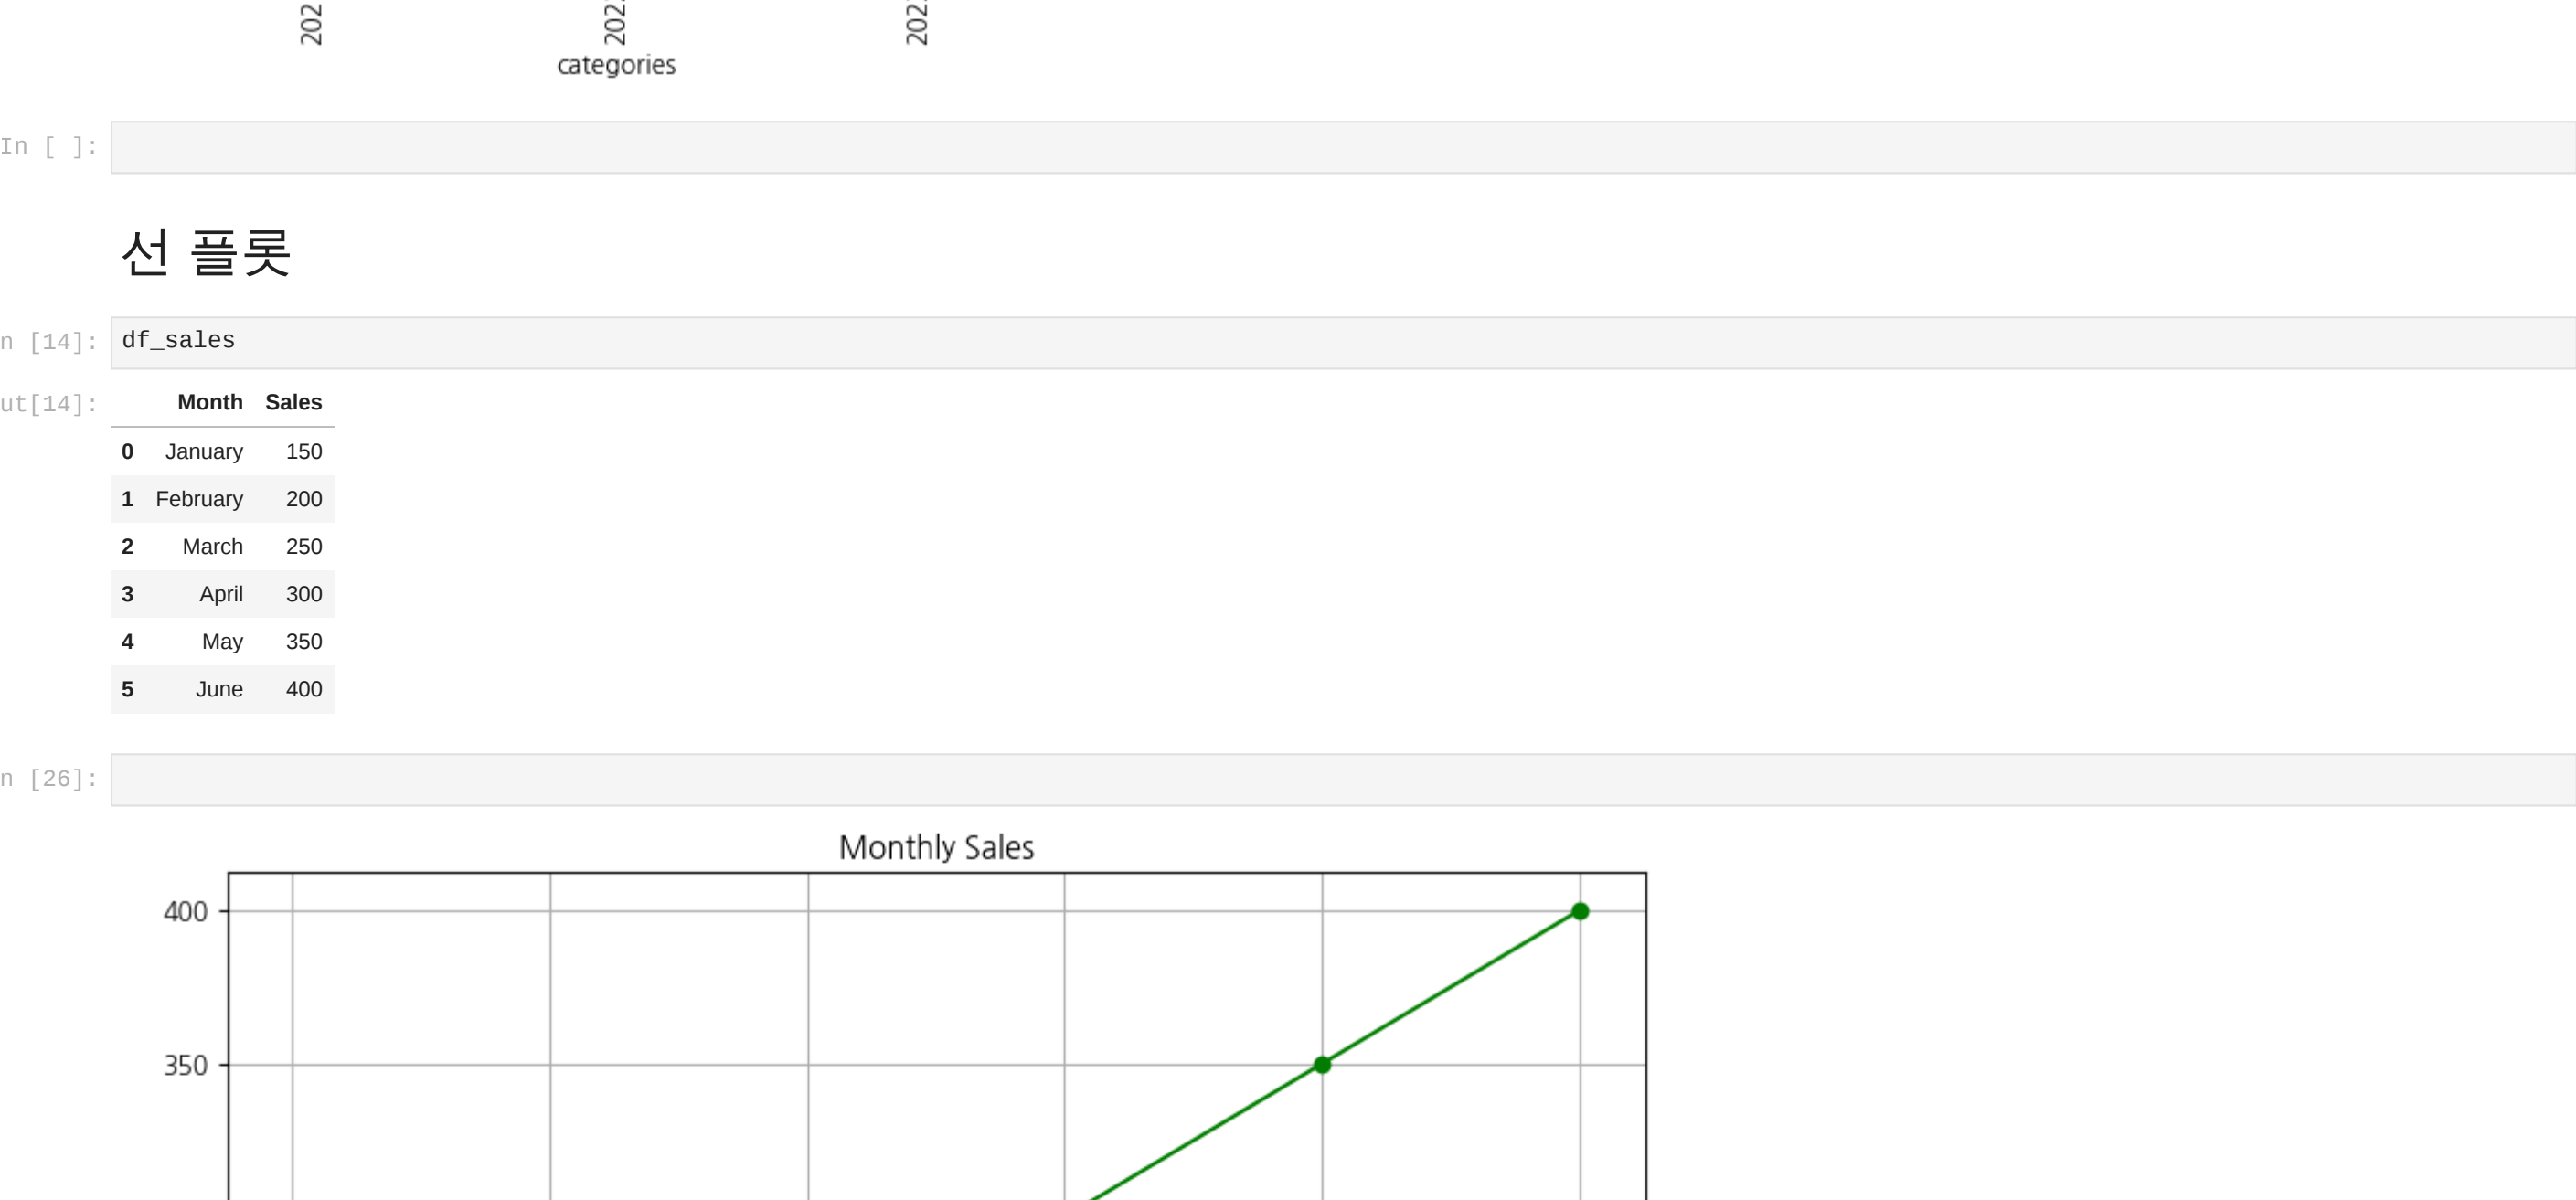 202
202
202
categories
In [ ]:
선 플롯
n [14]:
df_sales
ut[14]:
Month Sales
0 January 150
1 February 200
2 March 250
3 April 300
4 May 350
5 June 400
n [26]:
Monthly Sales
400
350